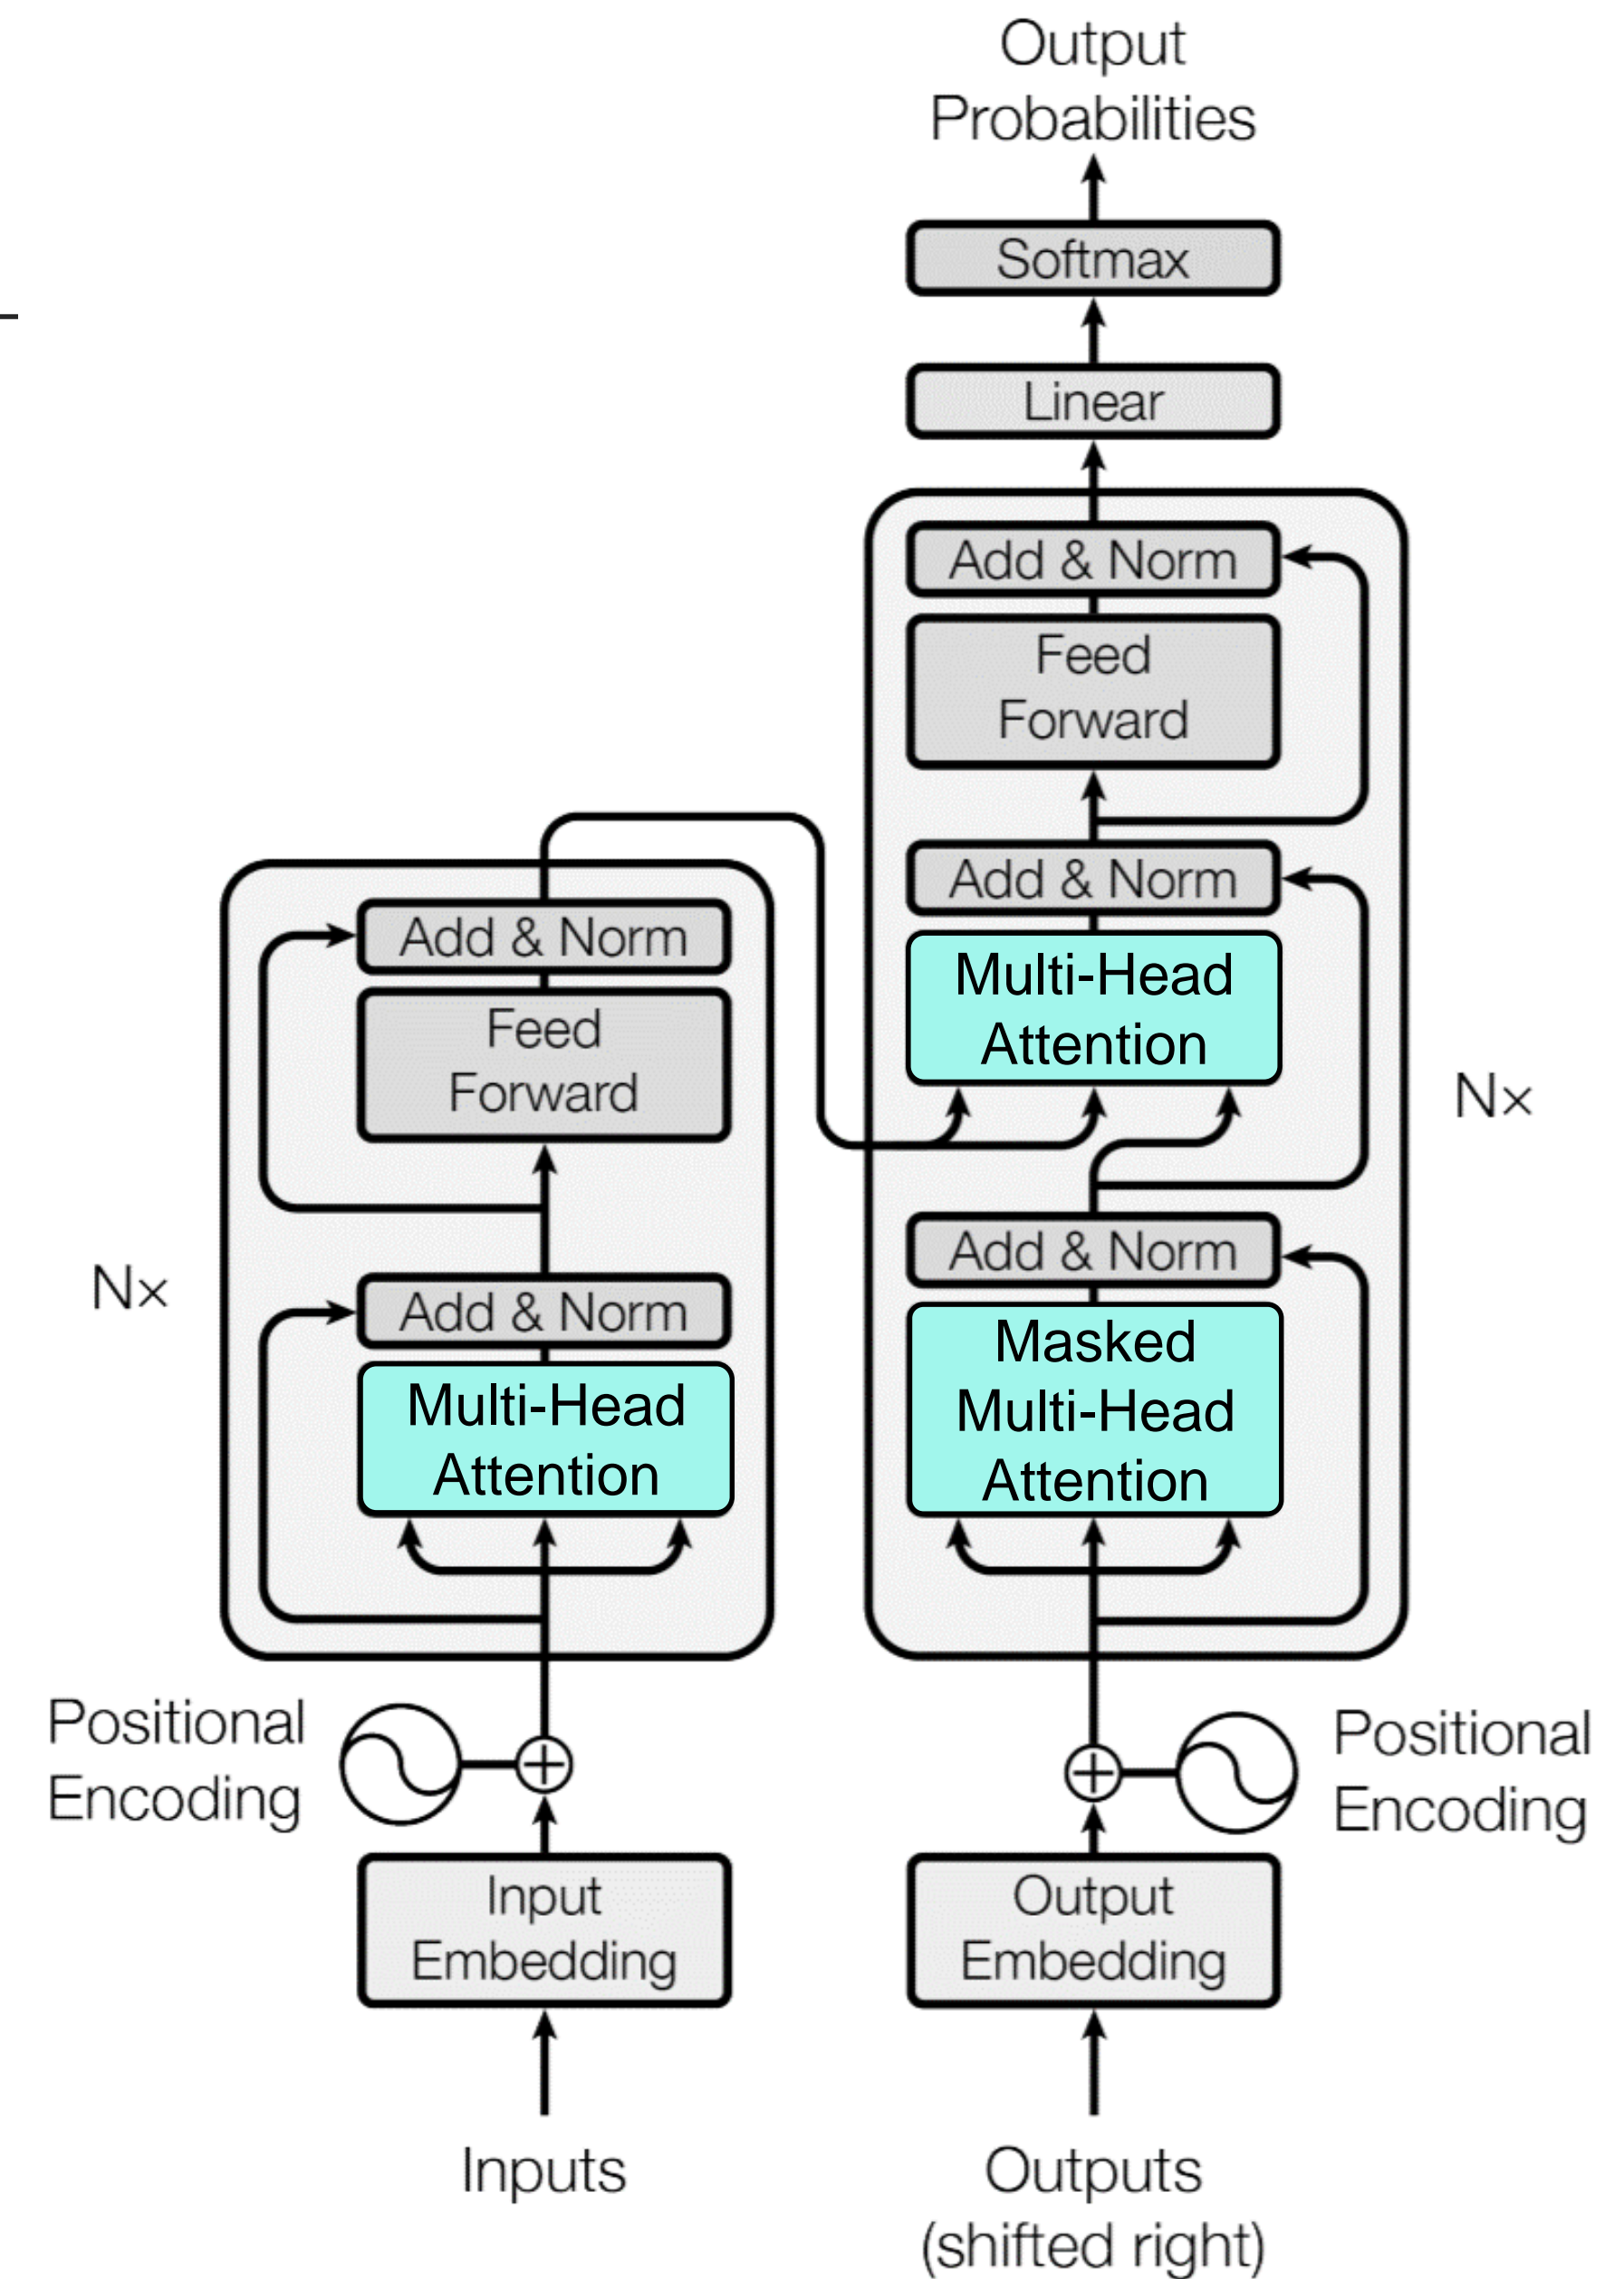 Output
Probabilities
Softmax
Linear
Add & Norm
Feed
Forward
Add & Norm
Multi-Head
Attention
N×
Add & Norm
Masked
Multi-Head
Attention
Add & Norm
Feed
Forward
N×
Add & Norm
Multi-Head
Attention
Positional
Encoding
Positional
Encoding
Input
Embedding
Output
Embedding
Inputs
Outputs
(shifted right)